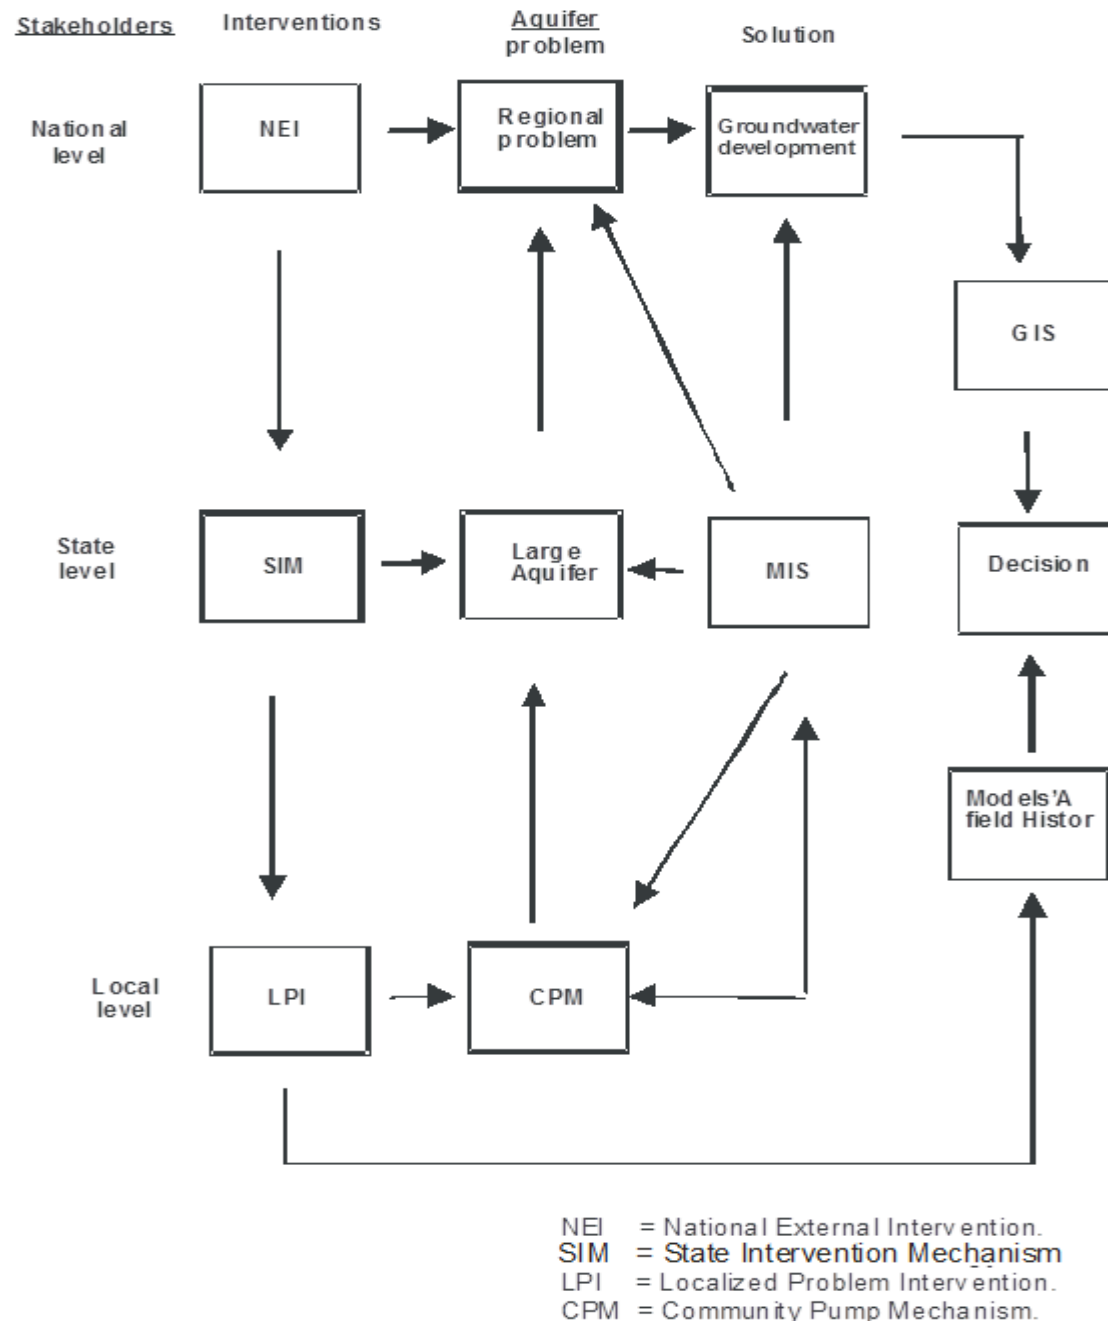 Stakeholders
Interventions
Aquifer
problem
Solution
National
level
NEI
Regional
problem
Groundwater
development
GIS
State
level
SIM
Large
Aquifer
MIS
Decision
Models'A
field Histor
Local
level
LPI
CPM
NEI = National External Intervention.
SIM = State Intervention Mechanism
LPI = Localized Problem Intervention.
CPM = Community Pump Mechanism.